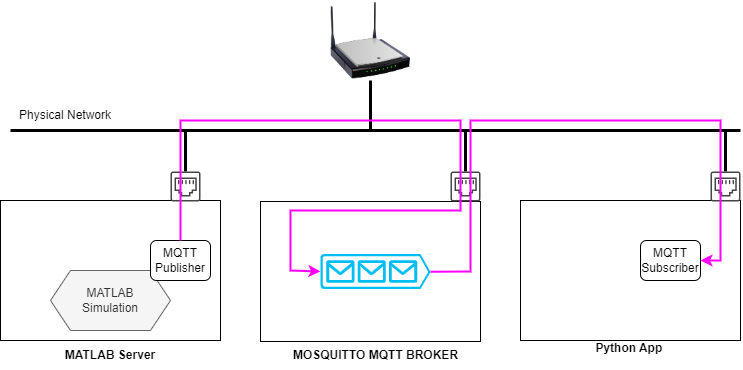 Physical Network
MQTT
Publisher
MATLAB
Simulation
MATLAB Server
MOSQUITTO MQTT BROKER
MQTT
Subscriber
Python App